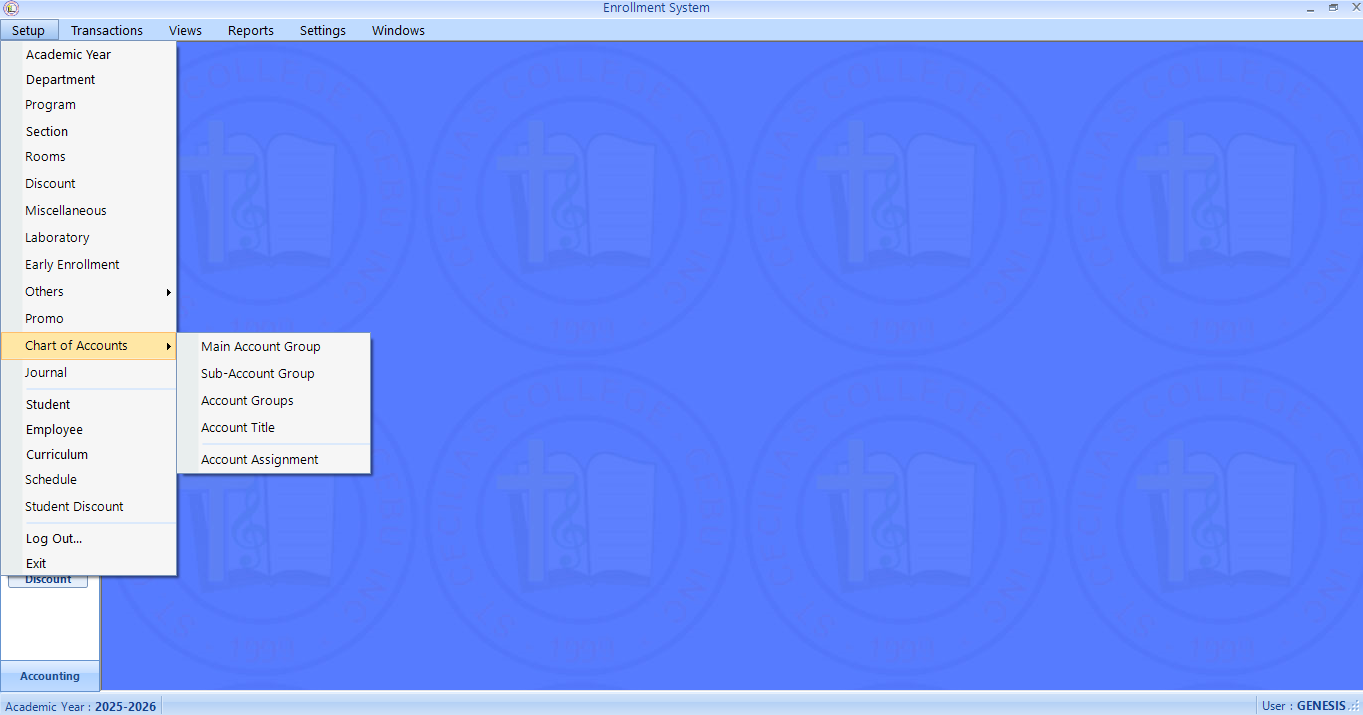 Enrollment System
Setup Transactions Views Reports Settings Windows
Academic Year
Department
Program
Section
Rooms
Discount
Miscellaneous
Laboratory
Early Enrollment
Others
Promo
Chart of Accounts
Main Account Group
Sub-Account Group
Account Groups
Account Title
Account Assignment
Journal
Student
Employee
Curriculum
Schedule
Student Discount
Log Out...
Exit
Discount
Accounting
Academic Year : 2025-2026
User : GENESIS